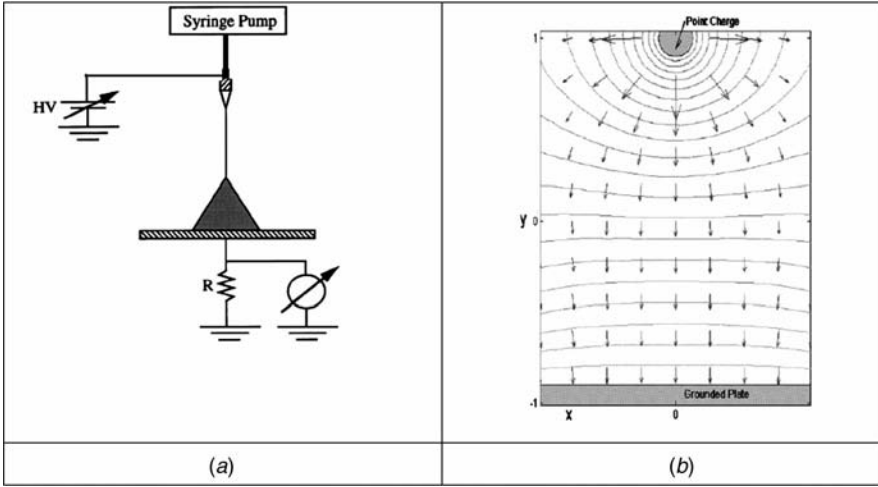 Syringe Pump
HV
R
Point Charge
1
y 0
Grounded Plate
-1
x 0
(a)
(b)